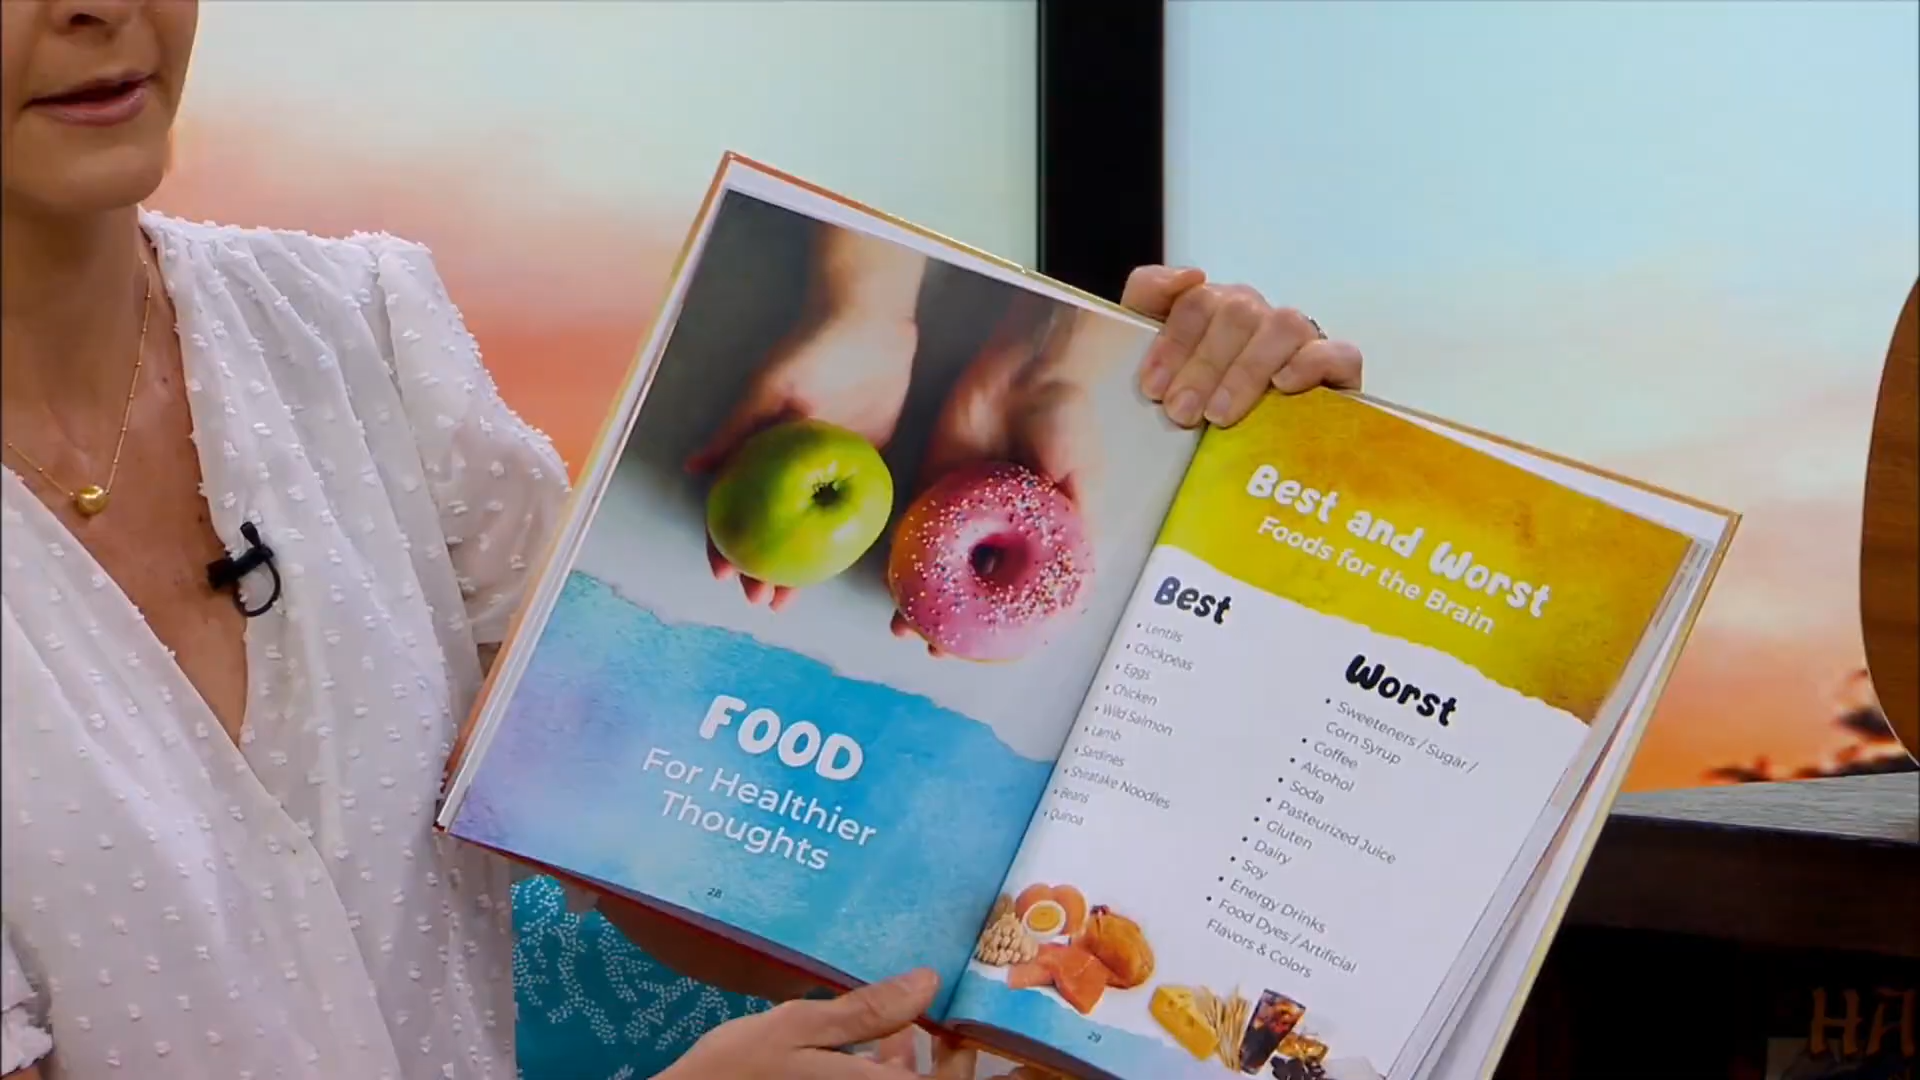 FOOD
For Healthier
Thoughts
28
Best and Worst
Foods for the Brain
Best
• Lentils
• Chickpeas
• Eggs
• Chicken
• Wild Salmon
• Lamb
• Sardines
• Shiratake Noodles
• Beans
• Quinoa
Worst
• Sweeteners / Sugar /
Corn Syrup
• Coffee
• Alcohol
• Soda
• Pasteurized Juice
• Gluten
• Dairy
• Soy
• Energy Drinks
• Food Dyes / Artificial
Flavors & Colors
29